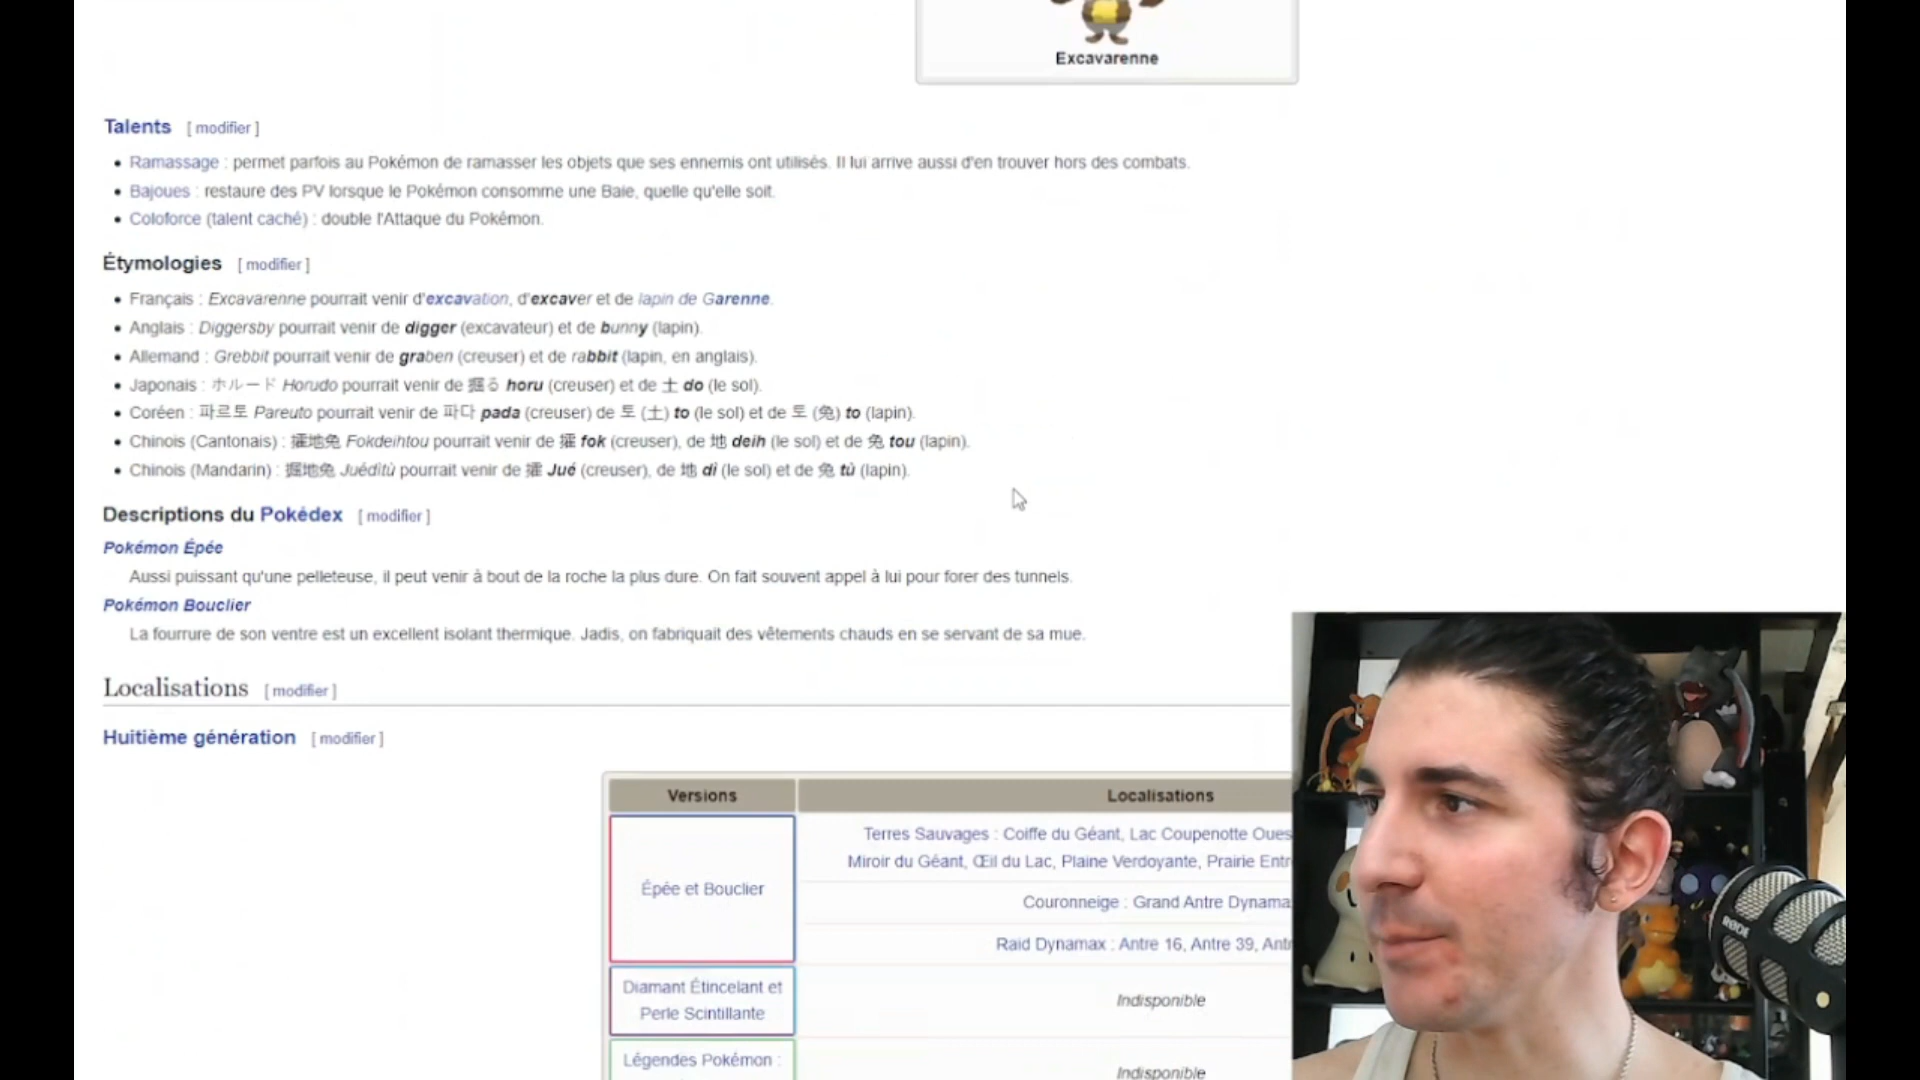 Excavarenne
Talents [ modifier ]
Ramassage : permet parfois au Pokémon de ramasser les objets que ses ennemis ont utilisés. Il lui arrive aussi d'en trouver hors des combats.
Bajoues : restaure des PV lorsque le Pokémon consomme une Baie, quelle qu'elle soit.
Coloforce (talent caché) : double l'Attaque du Pokémon.
Étymologies [ modifier ]
Français : Excavarenne pourrait venir d'excavation, d'excaver et de lapin de Garenne.
Anglais : Diggersby pourrait venir de digger (excavateur) et de bunny (lapin).
Allemand : Grebbit pourrait venir de graben (creuser) et de rabbit (lapin, en anglais).
Japonais : ホルード Horudo pourrait venir de 掘る horu (creuser) et de 土 do (le sol).
Coréen : 파르토 Pareuto pourrait venir de 파다 pada (creuser) de 토 (土) to (le sol) et de 토 (兔) to (lapin).
Chinois (Cantonais) : 地兔 Fokdeihtou pourrait venir de fok (creuser), de 地 deih (le sol) et de 兔 tou (lapin).
Chinois (Mandarin) : 掘地兔 Juédìtù pourrait venir de Jué (creuser), de 地 dì (le sol) et de 兔 tù (lapin).
Descriptions du Pokédex [ modifier ]
Pokémon Épée
Aussi puissant qu'une pelleteuse, il peut venir à bout de la roche la plus dure. On fait souvent appel à lui pour forer des tunnels.
Pokémon Bouclier
La fourrure de son ventre est un excellent isolant thermique. Jadis, on fabriquait des vêtements chauds en se servant de sa mue.
Localisations [ modifier ]
Huitième génération [ modifier ]
Versions Localisations
Terres Sauvages : Coiffe du Géant, Lac Coupenotte Oues
Miroir du Géant, Œil du Lac, Plaine Verdoyante, Prairie Entr
Épée et Bouclier
Couronneige : Grand Antre Dynama
Raid Dynamax : Antre 16, Antre 39, Ant
Diamant Étincelant et
Perle Scintillante
Indisponible
Légendes Pokémon :
Indisponible
RØDE